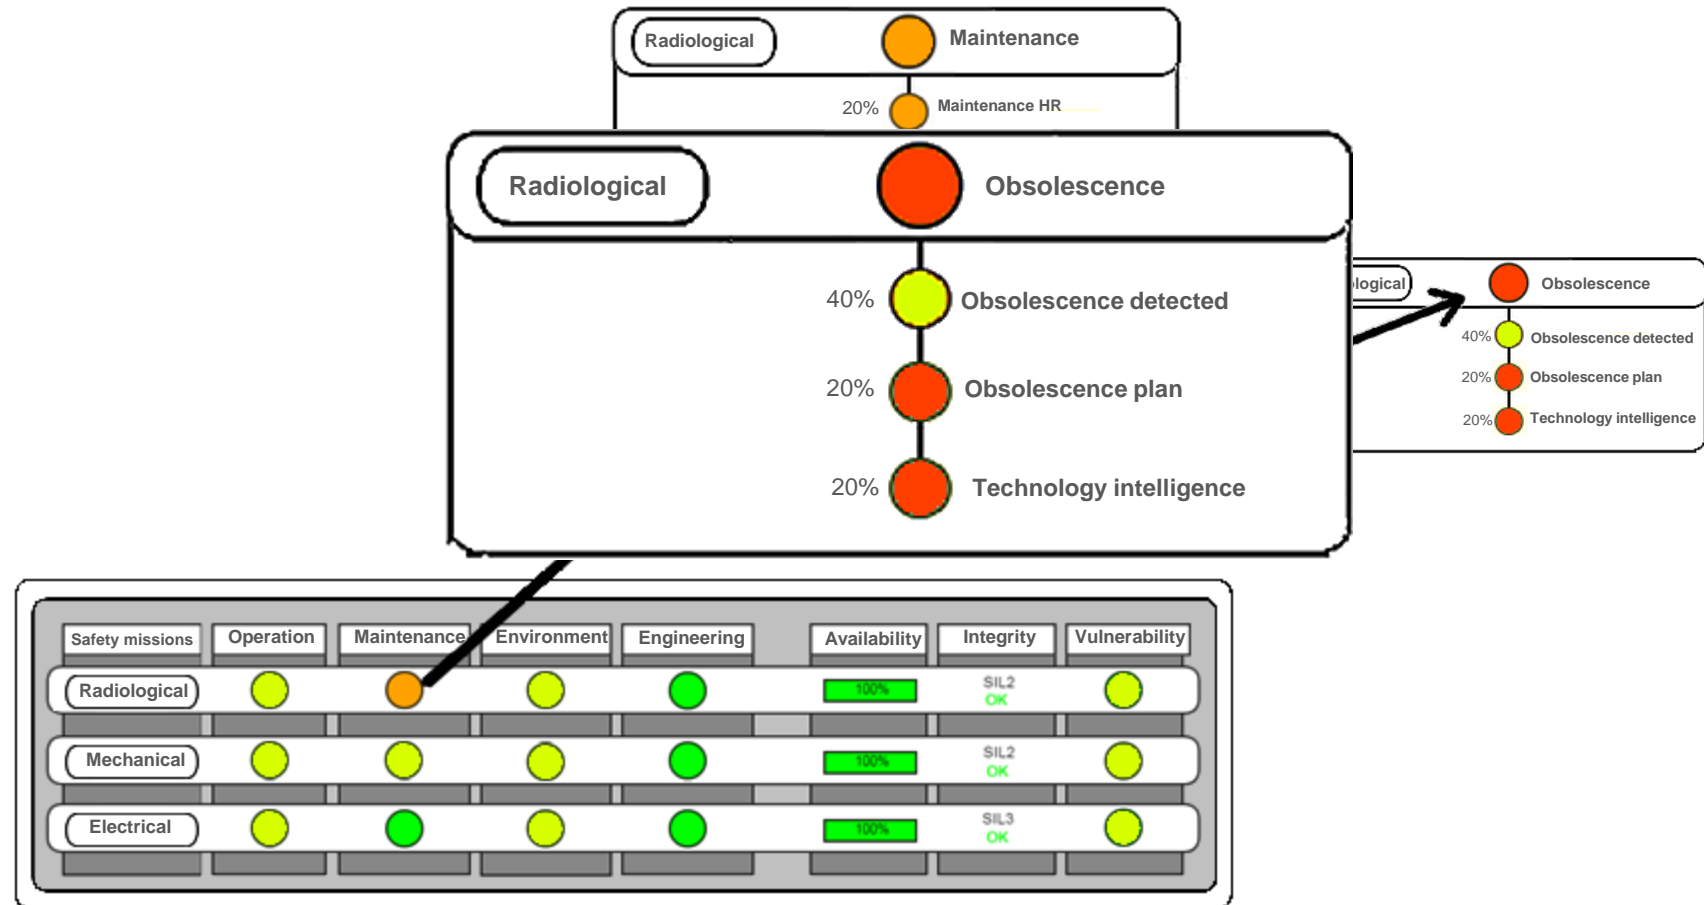 Radiological
Maintenance
20%
Maintenance HR
Radiological
Obsolescence
40%
Obsolescence detected
20%
Obsolescence plan
20%
Technology intelligence
logical
Obsolescence
40%
Obsolescence detected
20%
Obsolescence plan
20%
Technology intelligence
Safety missions Operation Maintenance Environment Engineering Availability Integrity Vulnerability
Radiological 100% SIL2
OK
Mechanical 100% SIL2
OK
Electrical 100% SIL3
OK